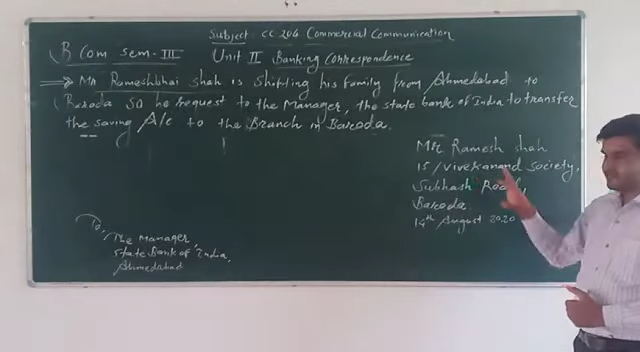 Subject: CC 204 Commercial Communication
B Com sem-III
Unit II Banking Correspondence
Mr Rameshbhai Shah is Shifting his family from Ahmedabad to
Baroda so he request to the Manager, the state bank of India to transfer
the saving A/c to the Branch in Baroda.
Mr Ramesh shah
15/Vivekanand Society,
Subhash Road,
Baroda.
14th August 2020
To,
The Manager,
State Bank of India,
Ahmedabad